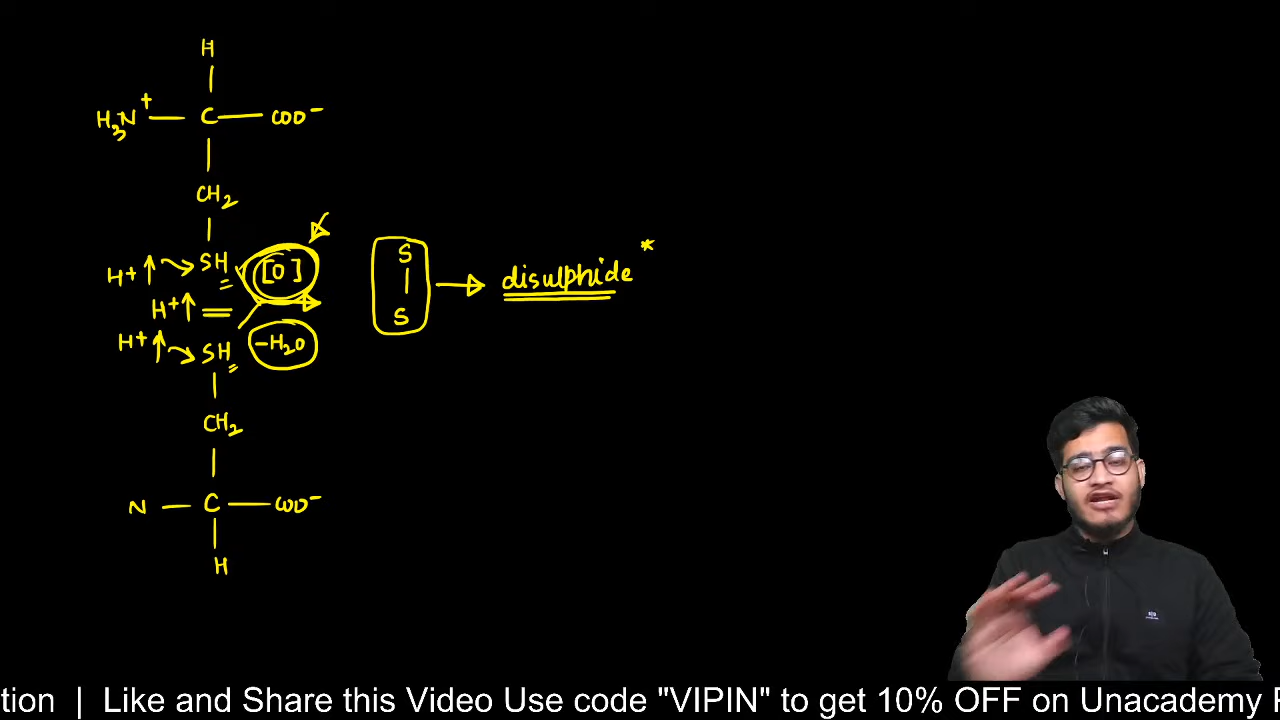 H
H₃N⁺ — C — COO⁻
CH₂
SH [O] S
H+ ↑ → disulphide *
H+ ↑ =
H+ ↑ → SH -H₂O S
CH₂
N — C — COO⁻
H
tion | Like and Share this Video Use code "VIPIN" to get 10% OFF on Unacademy